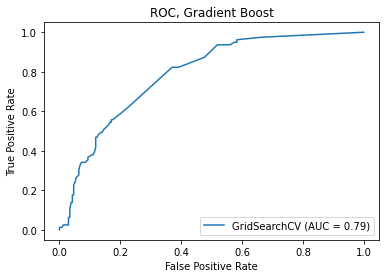 ROC, Gradient Boost
True Positive Rate
1.0
0.8
0.6
0.4
0.2
0.0
GridSearchCV (AUC = 0.79)
0.0 0.2 0.4 0.6 0.8 1.0
False Positive Rate